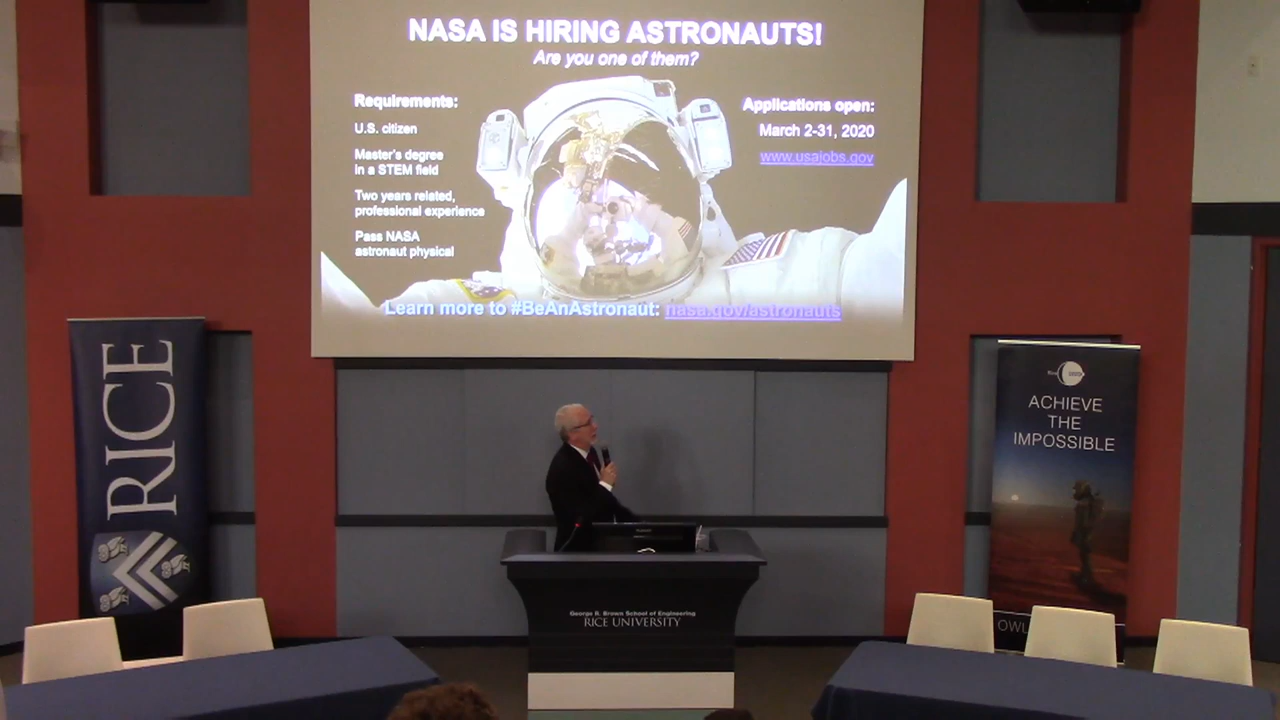 NASA IS HIRING ASTRONAUTS!
Are you one of them?
Requirements:
U.S. citizen
Master's degree
in a STEM field
Two years related,
professional experience
Pass NASA
astronaut physical
Applications open:
March 2-31, 2020
www.usajobs.gov
Learn more to #BeAnAstronaut: nasa.gov/astronauts
RICE
ACHIEVE
THE
IMPOSSIBLE
OWL
George R. Brown School of Engineering
RICE UNIVERSITY